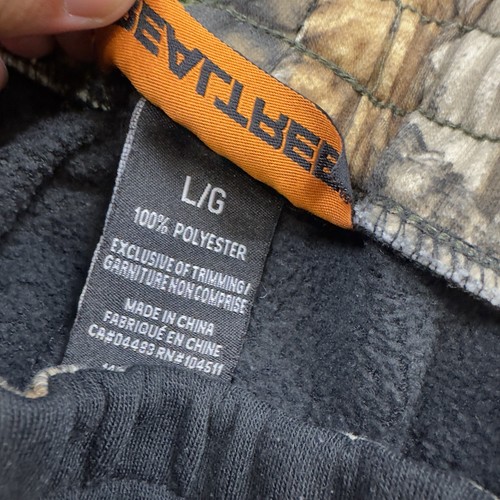 REALTREE
L/G
100% POLYESTER
EXCLUSIVE OF TRIMMING/
GARNITURE NON COMPRISE
MADE IN CHINA
FABRIQUÉ EN CHINE
CA#04493 RN#104511